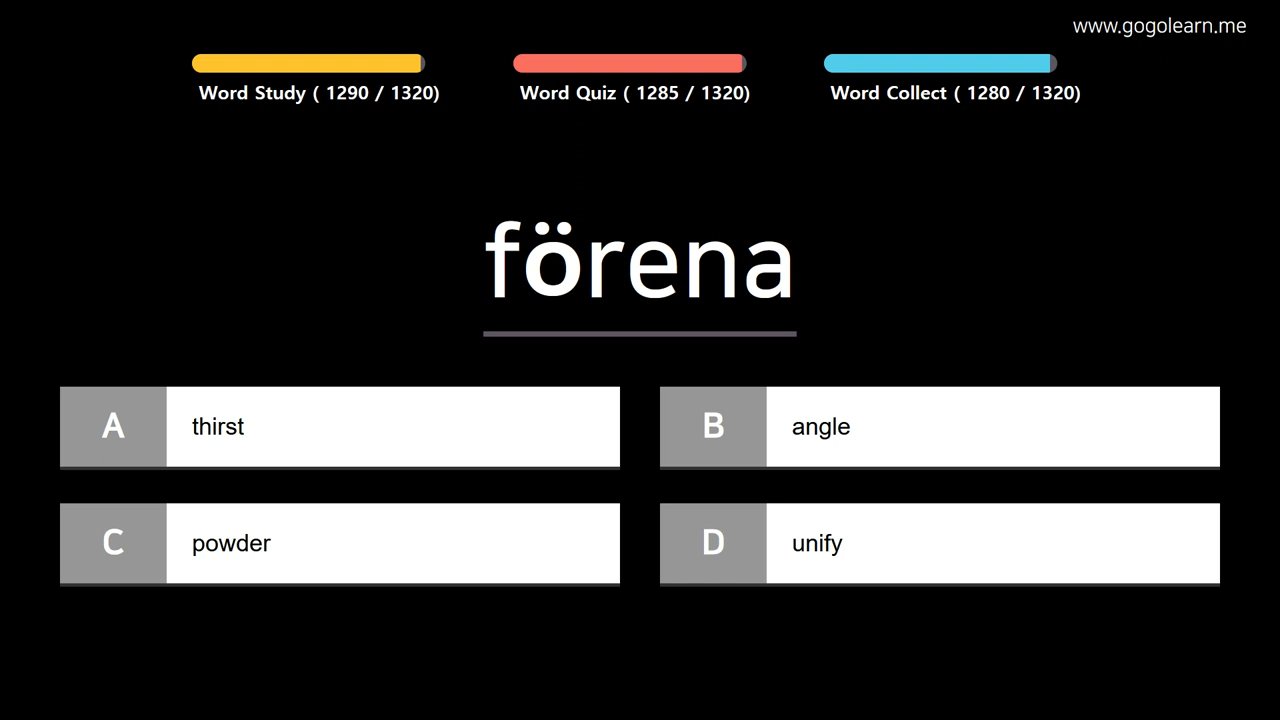 www.gogolearn.me
Word Study ( 1290 / 1320)
Word Quiz ( 1285 / 1320)
Word Collect ( 1280 / 1320)
förena
A thirst
B angle
C powder
D unify